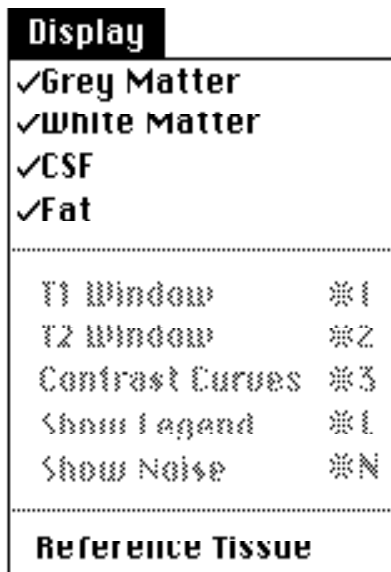 Display
✓Grey Matter
✓White Matter
✓CSF
✓Fat
T1 Window ⌘1
T2 Window ⌘2
Contrast Curves ⌘3
Show Legend ⌘L
Show Noise ⌘N
Reference Tissue